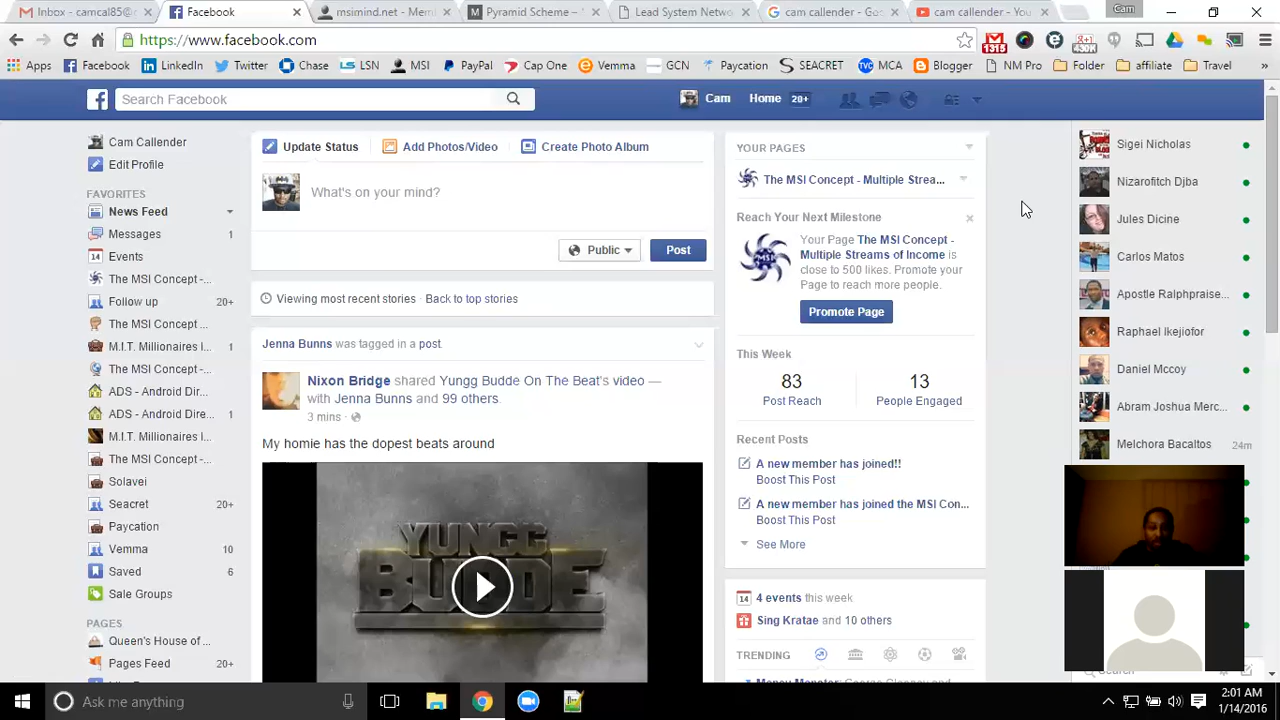 Inbox - camcal85@
Facebook
msimind.net - Mem
Pyramid Scheme -
Lead System Netwo
cam callender - Goo
cam callender - You
Cam
https://www.facebook.com
1315
430K
Apps
Facebook
LinkedIn
Twitter
Chase
LSN
MSI
PayPal
Cap One
Vemma
GCN
Paycation
SEACRET
MCA
Blogger
NM Pro
Folder
affiliate
Travel
Search Facebook
Cam
Home 20+
Cam Callender
Edit Profile
FAVORITES
News Feed
Messages 1
Events
The MSI Concept -...
Follow up 20+
The MSI Concept ...
M.I.T. Millionaires I... 1
The MSI Concept -...
ADS - Android Dir...
ADS - Android Dire... 1
M.I.T. Millionaires I...
The MSI Concept -...
Solavei
Seacret 20+
Paycation
Vemma 10
Saved 6
Sale Groups
PAGES
Queen's House of ...
Pages Feed 20+
Update Status
Add Photos/Video
Create Photo Album
What's on your mind?
Public
Post
Viewing most recent stories · Back to top stories
Jenna Bunns was tagged in a post.
Nixon Bridge shared Yungg Budde On The Beat's video —
with Jenna Bunns and 99 others.
3 mins ·
My homie has the dopest beats around
YUNGG
BUDDE
YOUR PAGES
The MSI Concept - Multiple Strea...
Reach Your Next Milestone
Your Page The MSI Concept -
Multiple Streams of Income is
close to 500 likes. Promote your
Page to reach more people.
MSI
Promote Page
This Week
83
Post Reach
13
People Engaged
Recent Posts
A new member has joined!!
Boost This Post
A new member has joined the MSI Con...
Boost This Post
See More
4 events this week
Sing Kratae and 10 others
TRENDING
Sigei Nicholas
Nizarofitch Djba
Jules Dicine
Carlos Matos
Apostle Ralphpraise...
Raphael Ikejiofor
Daniel Mccoy
Abram Joshua Merc...
Melchora Bacaltos 24m
Search
Ask me anything
2:01 AM
1/14/2016